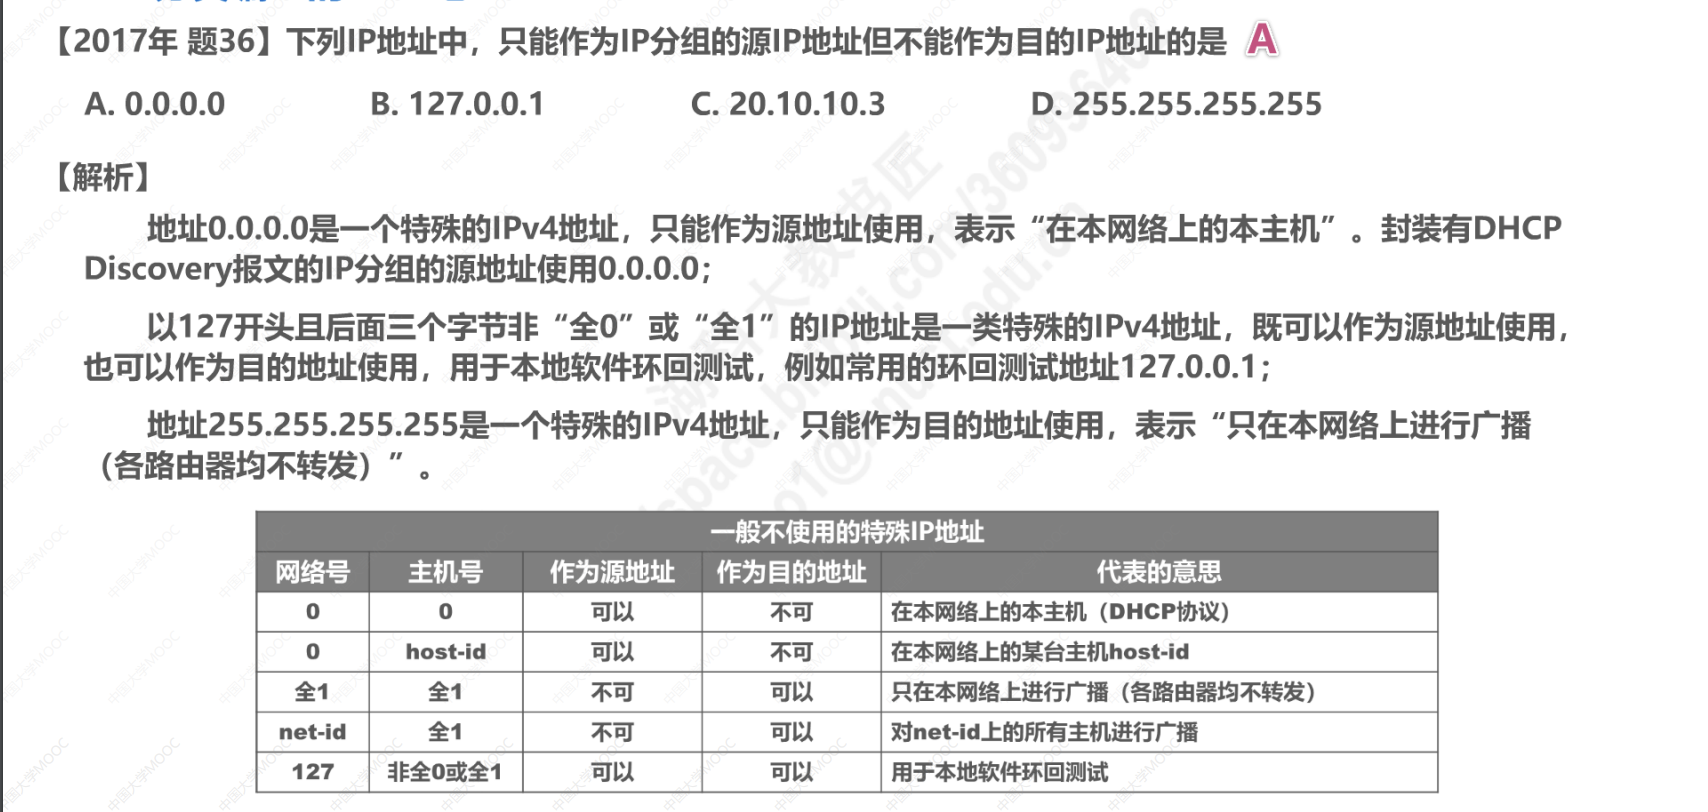 【2017年 题36】下列IP地址中，只能作为IP分组的源IP地址但不能作为目的IP地址的是 A
A. 0.0.0.0 B. 127.0.0.1 C. 20.10.10.3 D. 255.255.255.255
【解析】
地址0.0.0.0是一个特殊的IPv4地址，只能作为源地址使用，表示“在本网络上的本主机”。封装有DHCP
Discovery报文的IP分组的源地址使用0.0.0.0；
以127开头且后面三个字节非“全0”或“全1”的IP地址是一类特殊的IPv4地址，既可以作为源地址使用，
也可以作为目的地址使用，用于本地软件环回测试，例如常用的环回测试地址127.0.0.1；
地址255.255.255.255是一个特殊的IPv4地址，只能作为目的地址使用，表示“只在本网络上进行广播
（各路由器均不转发）”。
一般不使用的特殊IP地址
网络号 主机号 作为源地址 作为目的地址 代表的意思
0 0 可以 不可 在本网络上的本主机（DHCP协议）
0 host-id 可以 不可 在本网络上的某台主机host-id
全1 全1 不可 可以 只在本网络上进行广播（各路由器均不转发）
net-id 全1 不可 可以 对net-id上的所有主机进行广播
127 非全0或全1 可以 可以 用于本地软件环回测试